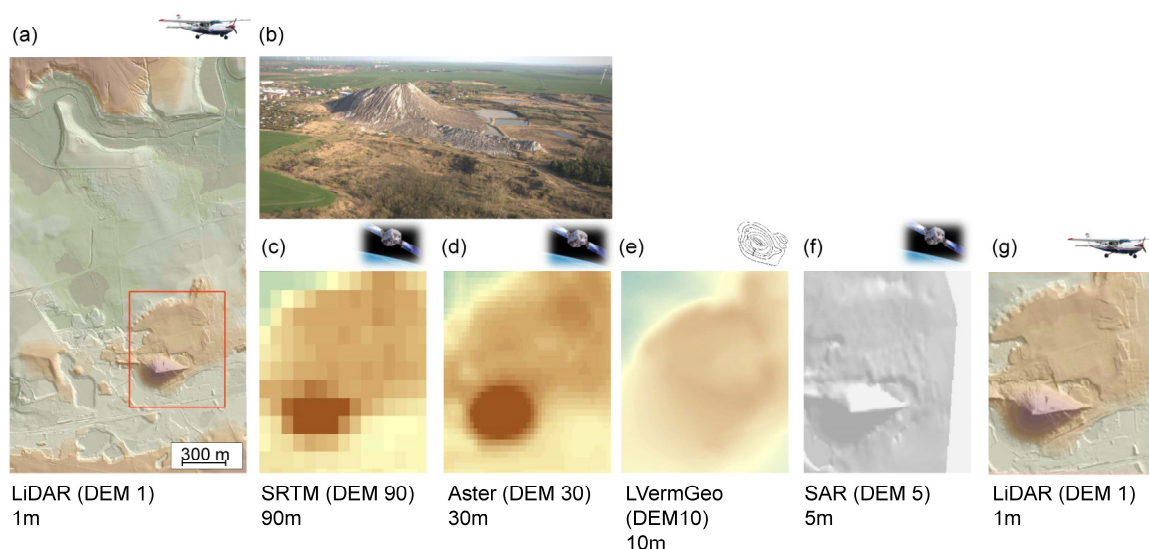 (a)
(b)
(c)
(d)
(e)
(f)
(g)
300 m
LiDAR (DEM 1)
1m
SRTM (DEM 90)
90m
Aster (DEM 30)
30m
LVermGeo
(DEM10)
10m
SAR (DEM 5)
5m
LiDAR (DEM 1)
1m